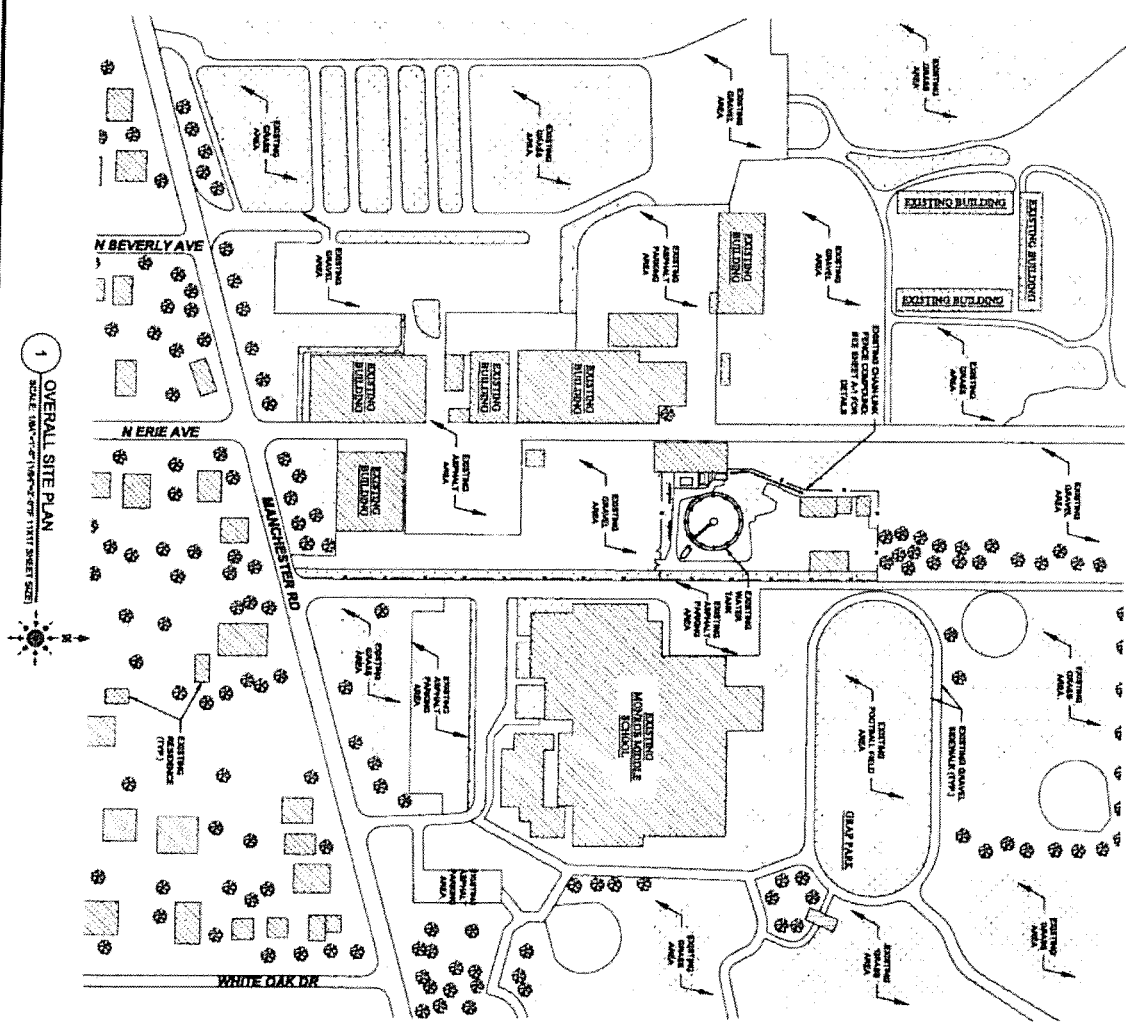 EXISTING
GRASS
AREA
EXISTING
GRAVEL
AREA
EXISTING
GRASS
AREA
EXISTING
GRASS
AREA
EXISTING BUILDING
EXISTING BUILDING
EXISTING BUILDING
EXISTING
GRAVEL
AREA
EXISTING
ASPHALT
PARKING
AREA
EXISTING
BUILDING
EXISTING
GRAVEL
AREA
EXISTING
GRASS
AREA
N BEVERLY AVE
EXISTING CHAIN LINK
FENCE COMPOUND,
SEE SHEET A-1 FOR
DETAILS
EXISTING
BUILDING
EXISTING
BUILDING
EXISTING
BUILDING
N ERIE AVE
EXISTING
BUILDING
EXISTING
ASPHALT
AREA
EXISTING
GRAVEL
AREA
EXISTING
GRAVEL
AREA
MANCHESTER RD
EXISTING
WATER
TANK
EXISTING
ASPHALT
PARKING
AREA
EXISTING
GRASS
AREA
EXISTING
ASPHALT
PARKING
AREA
EXISTING
MONROE MIDDLE
SCHOOL
EXISTING
FOOTBALL FIELD
AREA
EXISTING GRAVEL
SIDEWALK (TYP.)
EXISTING
GRASS
AREA
GRAF PARK
EXISTING
RESIDENCE
(TYP.)
EXISTING
ASPHALT
PARKING
AREA
EXISTING
GRASS
AREA
EXISTING
GRASS
AREA
EXISTING
GRASS
AREA
WHITE OAK DR
1
OVERALL SITE PLAN
N